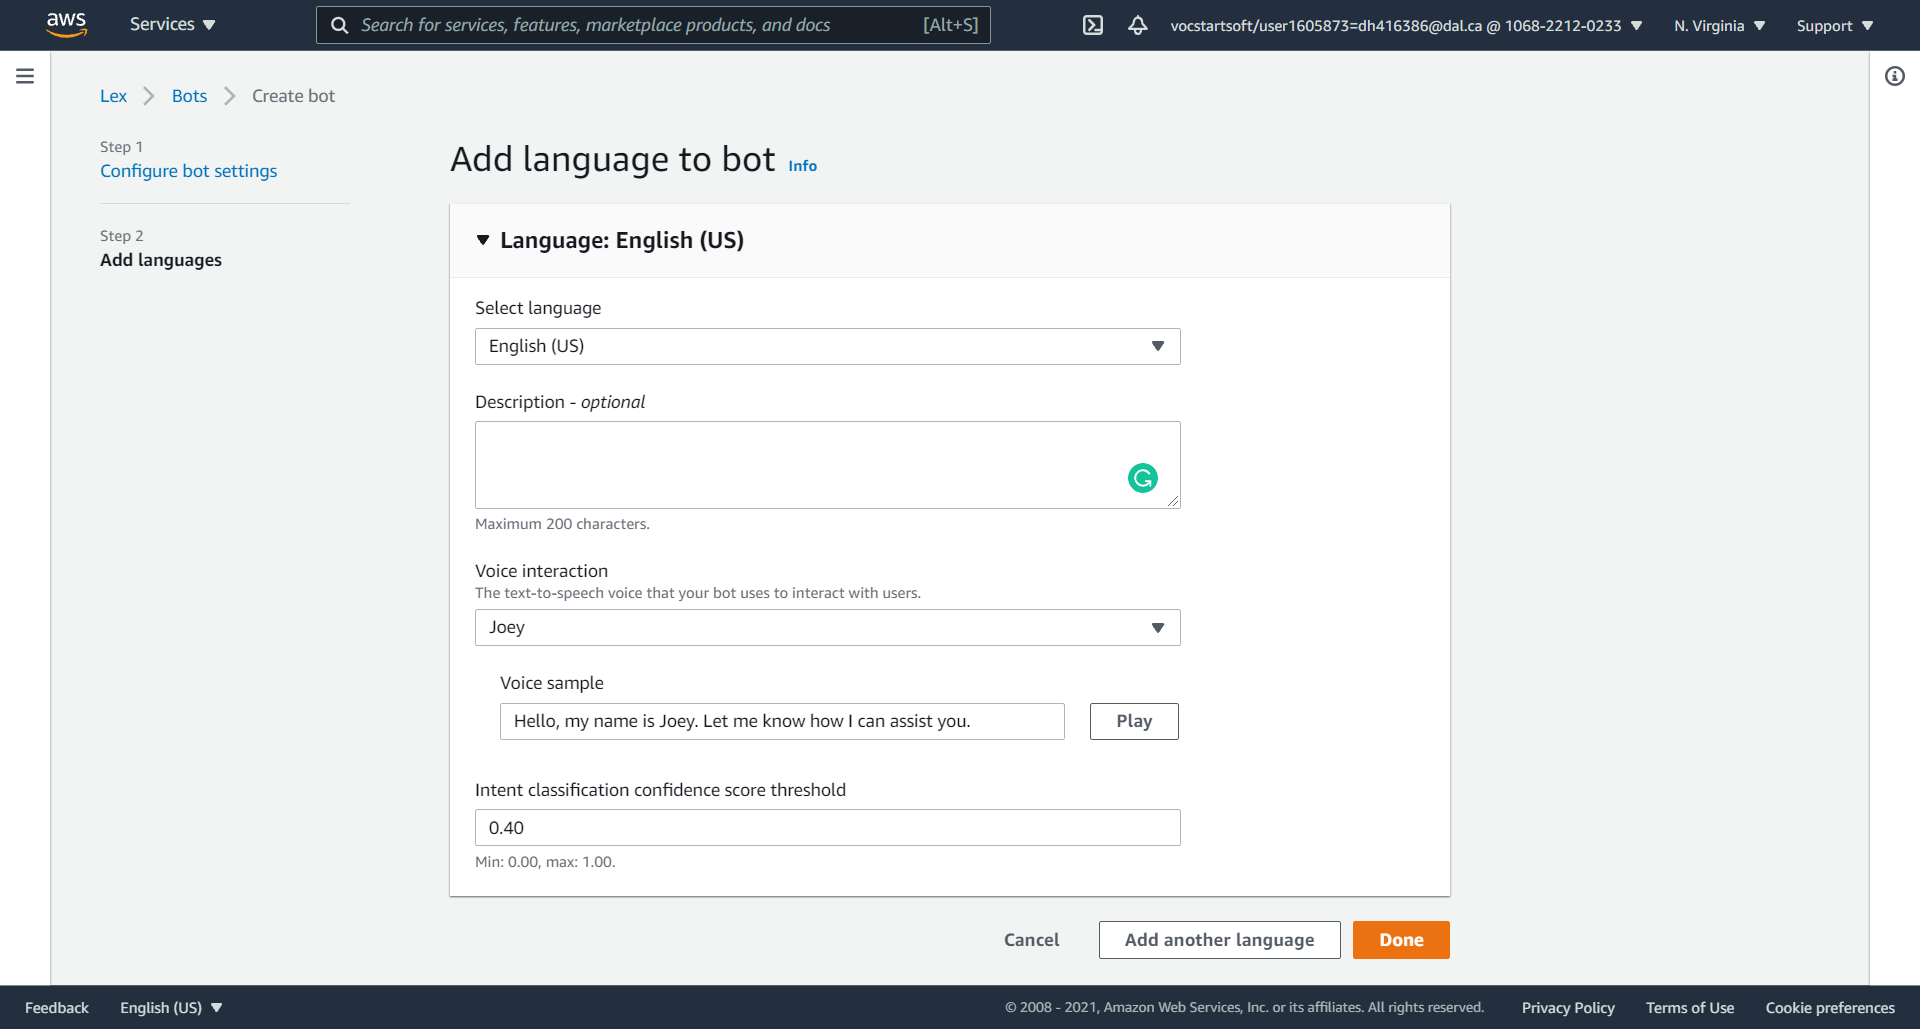 aws
Services
Search for services, features, marketplace products, and docs [Alt+S]
vocstartsoft/user1605873=dh416386@dal.ca @ 1068-2212-0233
N. Virginia
Support
Lex
Bots
Create bot
Step 1
Configure bot settings
Step 2
Add languages
Add language to bot Info
Language: English (US)
Select language
English (US)
Description - optional
Maximum 200 characters.
Voice interaction
The text-to-speech voice that your bot uses to interact with users.
Joey
Voice sample
Hello, my name is Joey. Let me know how I can assist you.
Play
Intent classification confidence score threshold
0.40
Min: 0.00, max: 1.00.
Cancel
Add another language
Done
Feedback
English (US)
© 2008 - 2021, Amazon Web Services, Inc. or its affiliates. All rights reserved.
Privacy Policy
Terms of Use
Cookie preferences